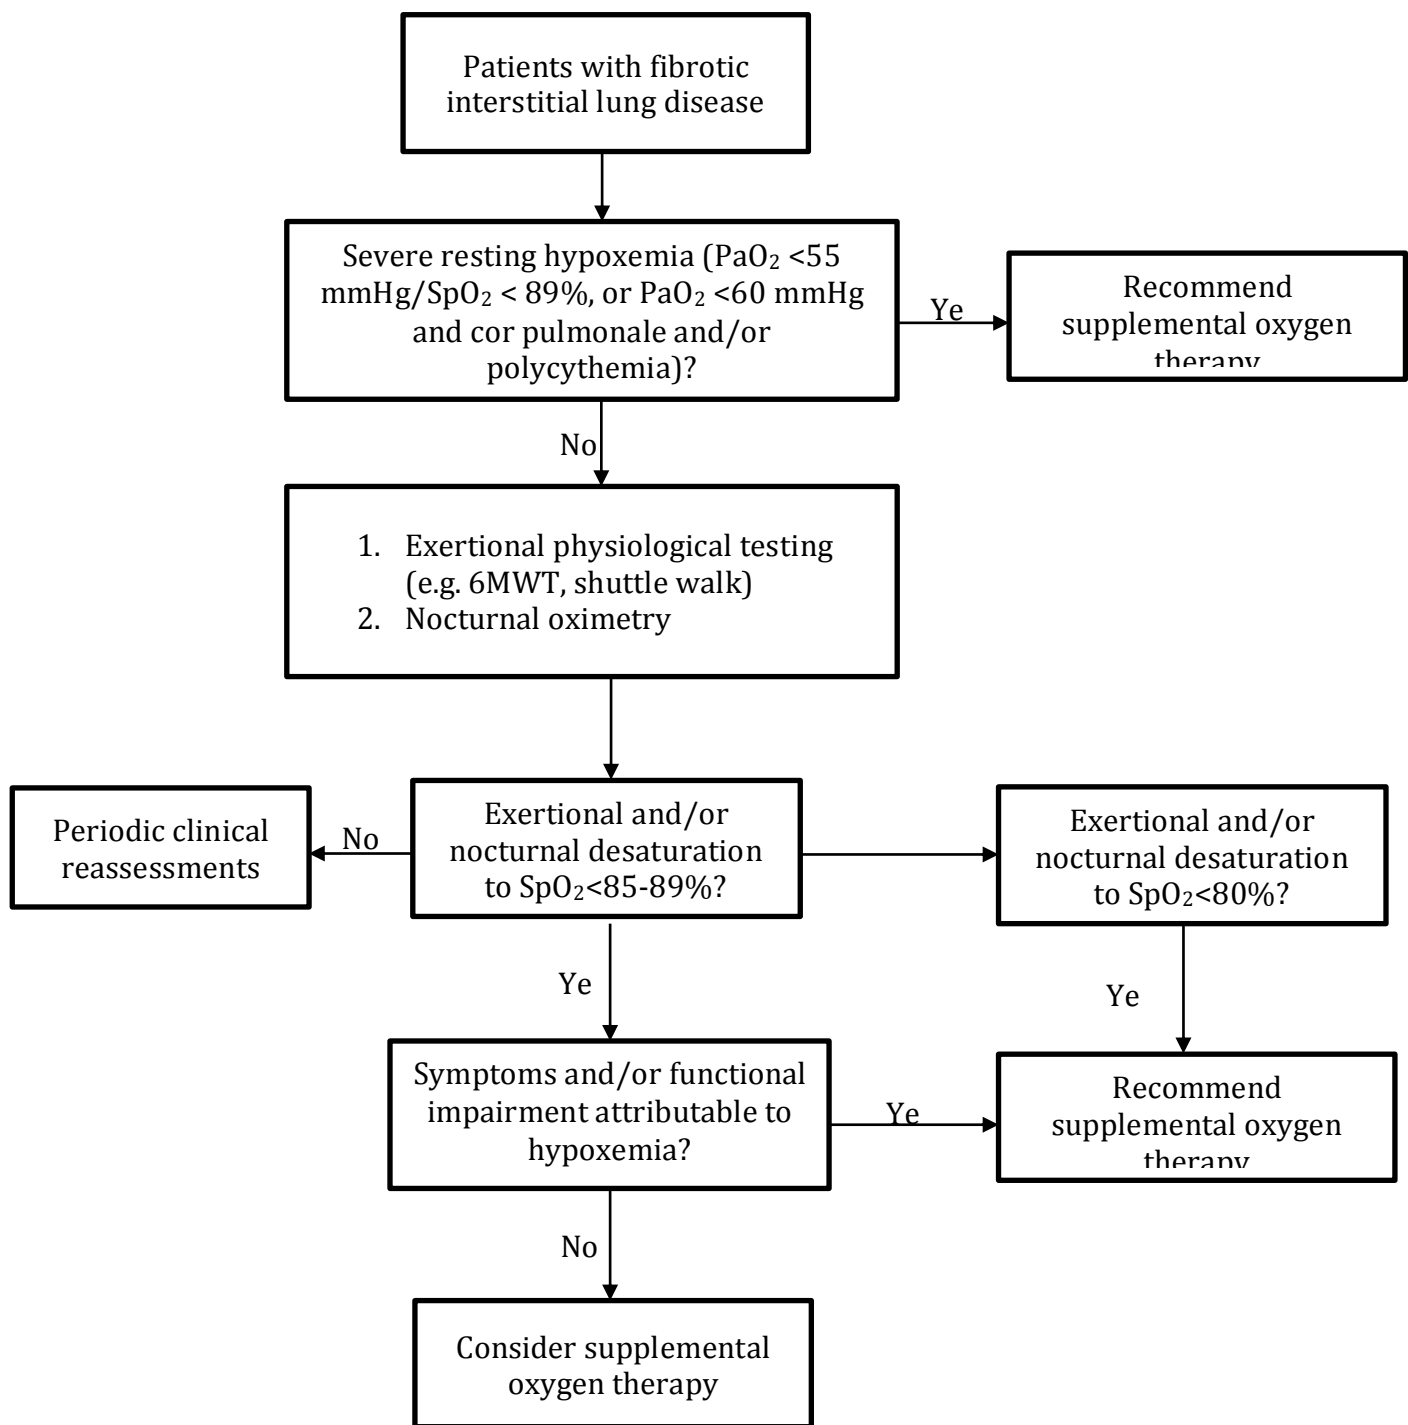 Patients with fibrotic
interstitial lung disease
Severe resting hypoxemia (PaO₂ <55
mmHg/SpO₂ < 89%, or PaO₂ <60 mmHg
and cor pulmonale and/or
polycythemia)?
Ye
Recommend
supplemental oxygen
therapy
No
1. Exertional physiological testing
(e.g. 6MWT, shuttle walk)
2. Nocturnal oximetry
Periodic clinical
reassessments
No
Exertional and/or
nocturnal desaturation
to SpO₂<85-89%?
Exertional and/or
nocturnal desaturation
to SpO₂<80%?
Ye
Ye
Symptoms and/or functional
impairment attributable to
hypoxemia?
Ye
Recommend
supplemental oxygen
therapy
No
Consider supplemental
oxygen therapy